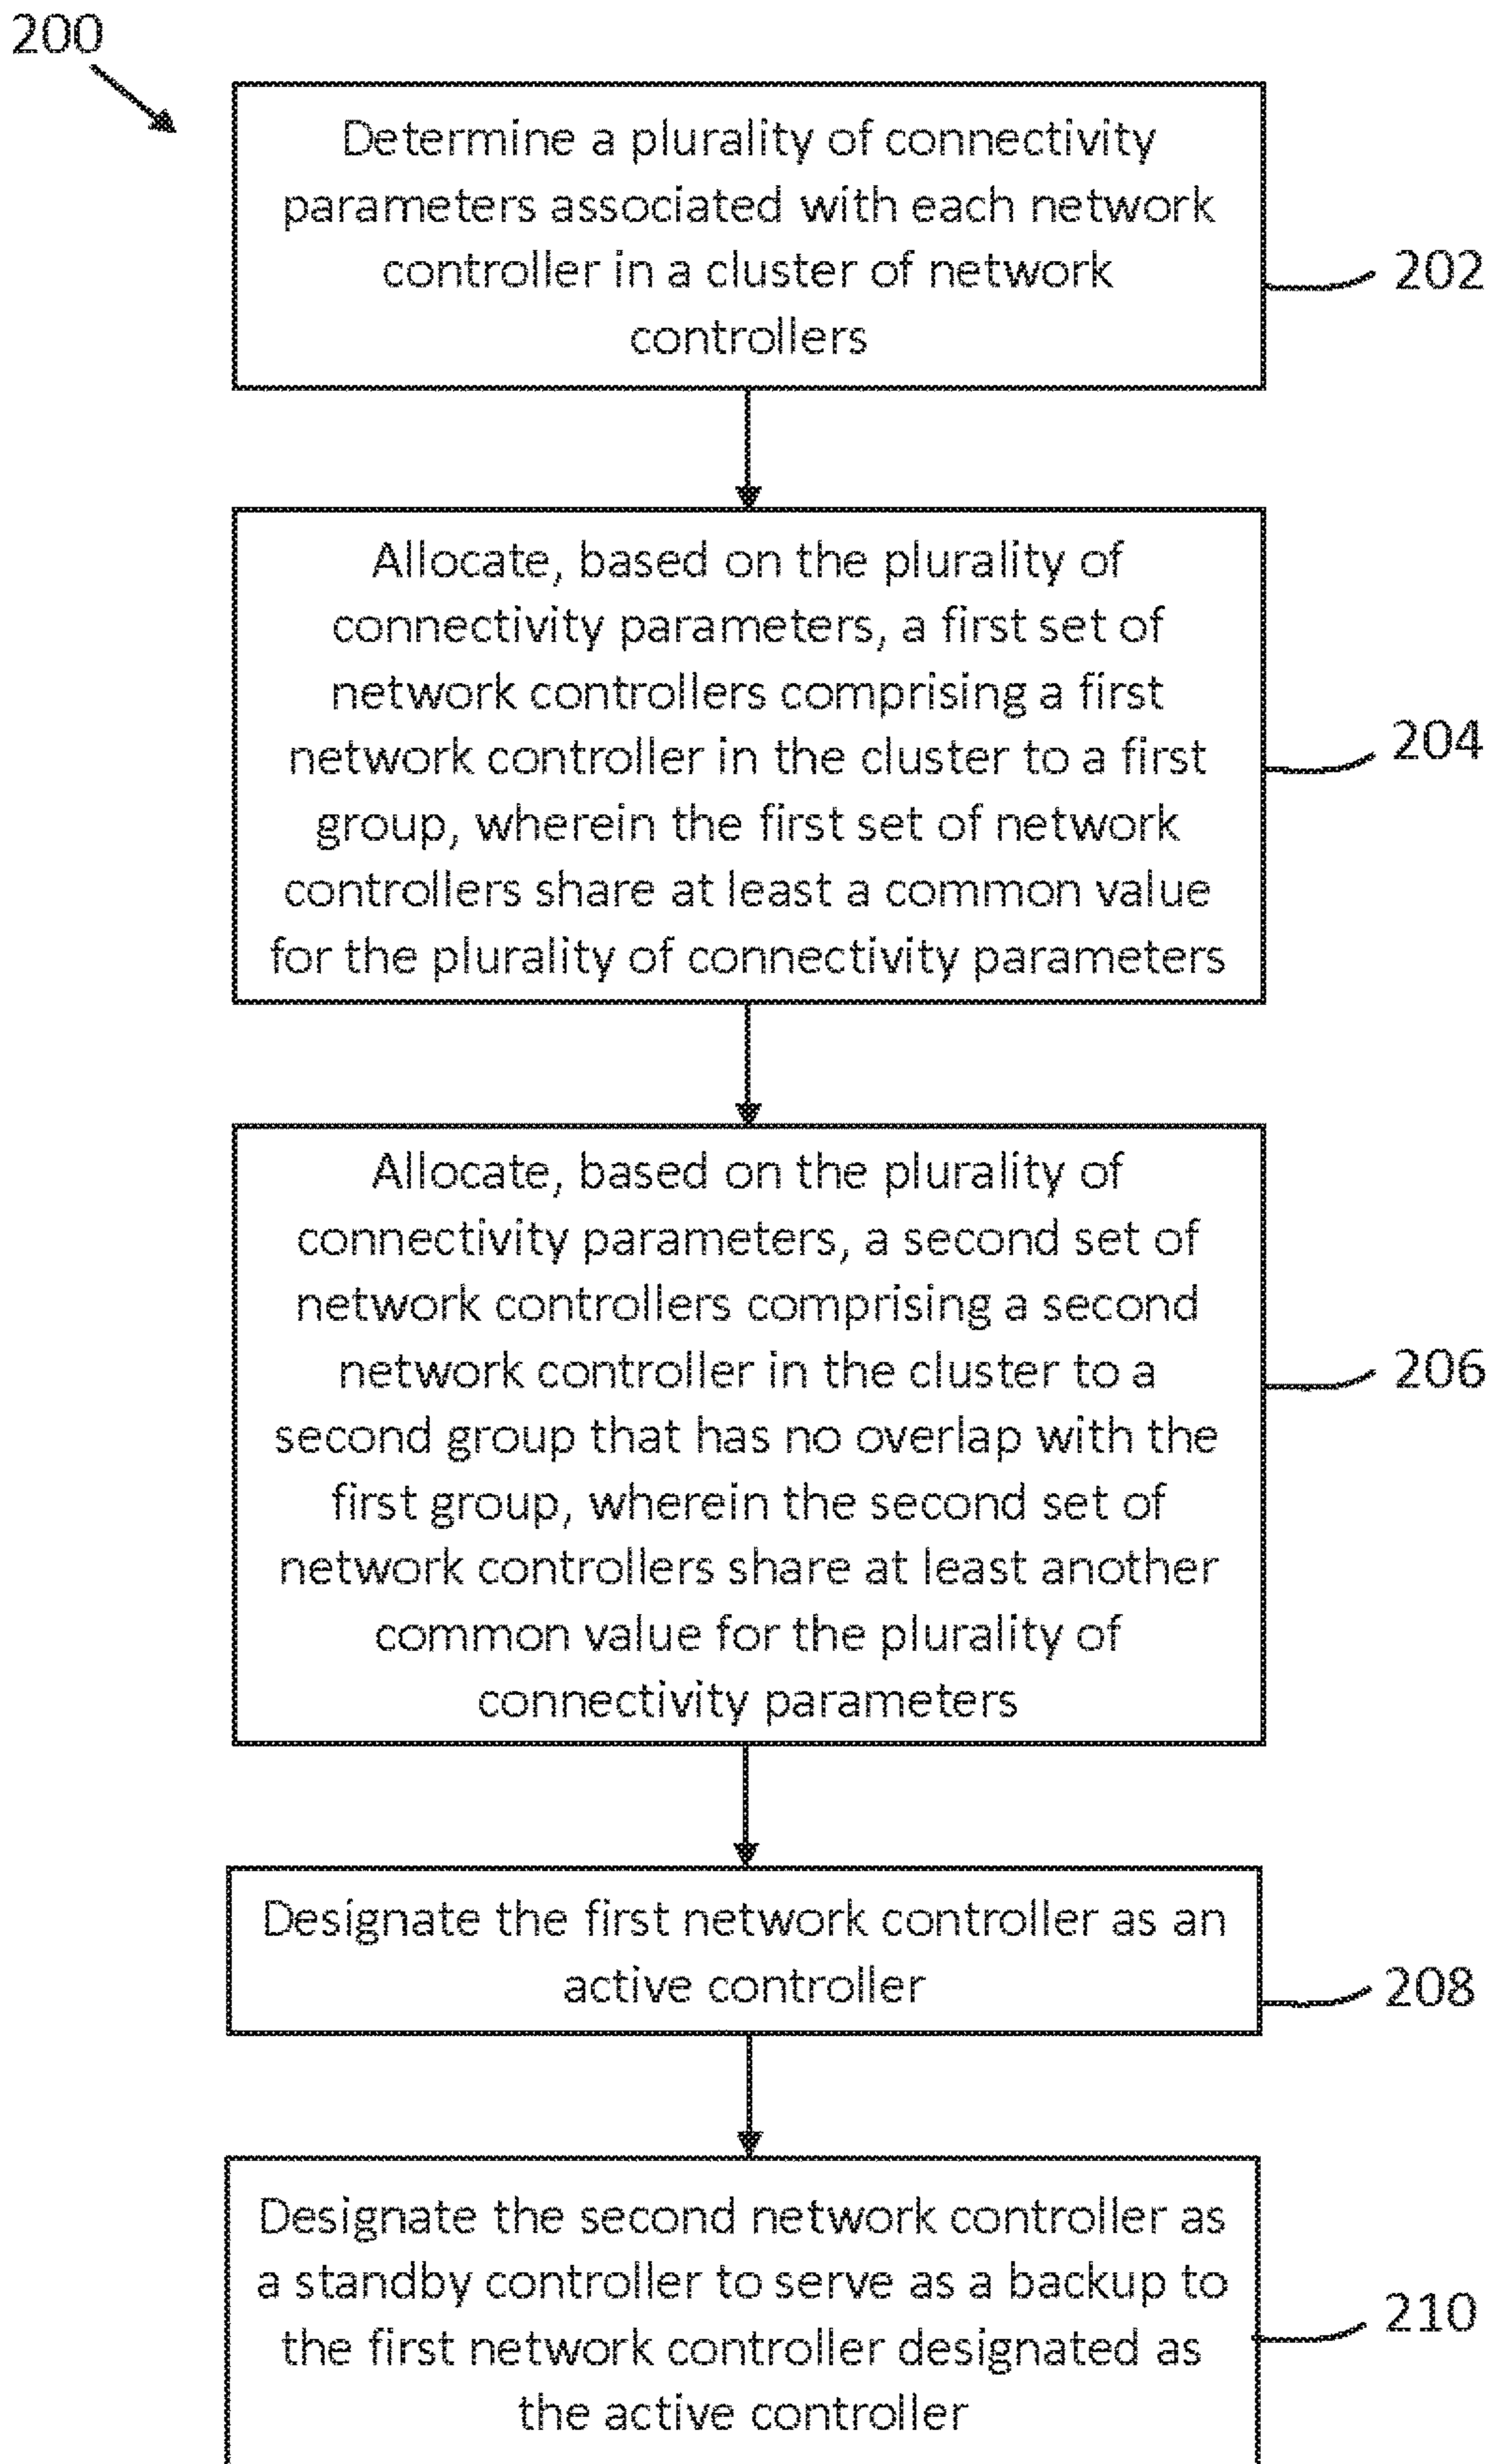 200
Determine a plurality of connectivity
parameters associated with each network
controller in a cluster of network
controllers
202
Allocate, based on the plurality of
connectivity parameters, a first set of
network controllers comprising a first
network controller in the cluster to a first
group, wherein the first set of network
controllers share at least a common value
for the plurality of connectivity parameters
204
Allocate, based on the plurality of
connectivity parameters, a second set of
network controllers comprising a second
network controller in the cluster to a
second group that has no overlap with the
first group, wherein the second set of
network controllers share at least another
common value for the plurality of
connectivity parameters
206
Designate the first network controller as an
active controller
208
Designate the second network controller as
a standby controller to serve as a backup to
the first network controller designated as
the active controller
210